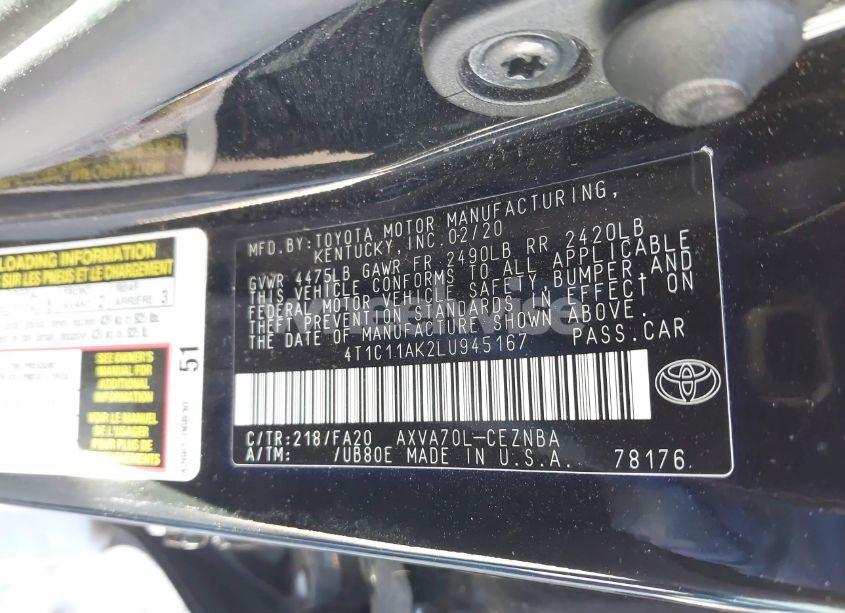 MFD.BY:TOYOTA MOTOR MANUFACTURING,
KENTUCKY, INC. 02/20
GVWR 4475LB GAWR FR 2490LB RR 2420LB
THIS VEHICLE CONFORMS TO ALL APPLICABLE
FEDERAL MOTOR VEHICLE SAFETY, BUMPER, AND
THEFT PREVENTION STANDARDS IN EFFECT ON
THE DATE OF MANUFACTURE SHOWN ABOVE.
4T1C11AK2LU945167 PASS.CAR
C/TR:218/FA20 AXVA70L-CEZNBA
A/TM: /UB80E MADE IN U.S.A. 78176
LOADING INFORMATION
SUR LES PNEUS ET LE CHARGEMENT
REAR
ARRIÈRE 3
51
SEE OWNER'S
MANUAL FOR
ADDITIONAL
INFORMATION
VOIR LE MANUEL
DE L'USAGER
POUR PLUS DE
RENSEIGNEMENTS